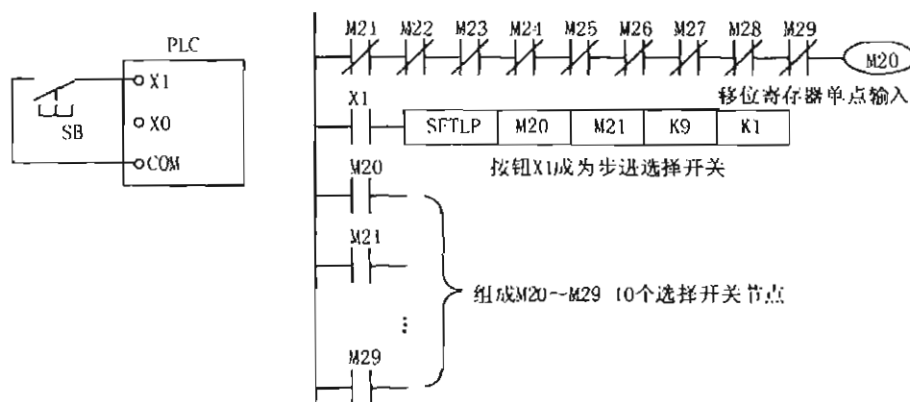 PLC
X1
X0
COM
SB
M21 M22 M23 M24 M25 M26 M27 M28 M29
M20
移位寄存器单点输入
X1
SFTLP M20 M21 K9 K1
按钮X1成为步进选择开关
M20
M21
组成M20~M29 10个选择开关节点
⋮
M29